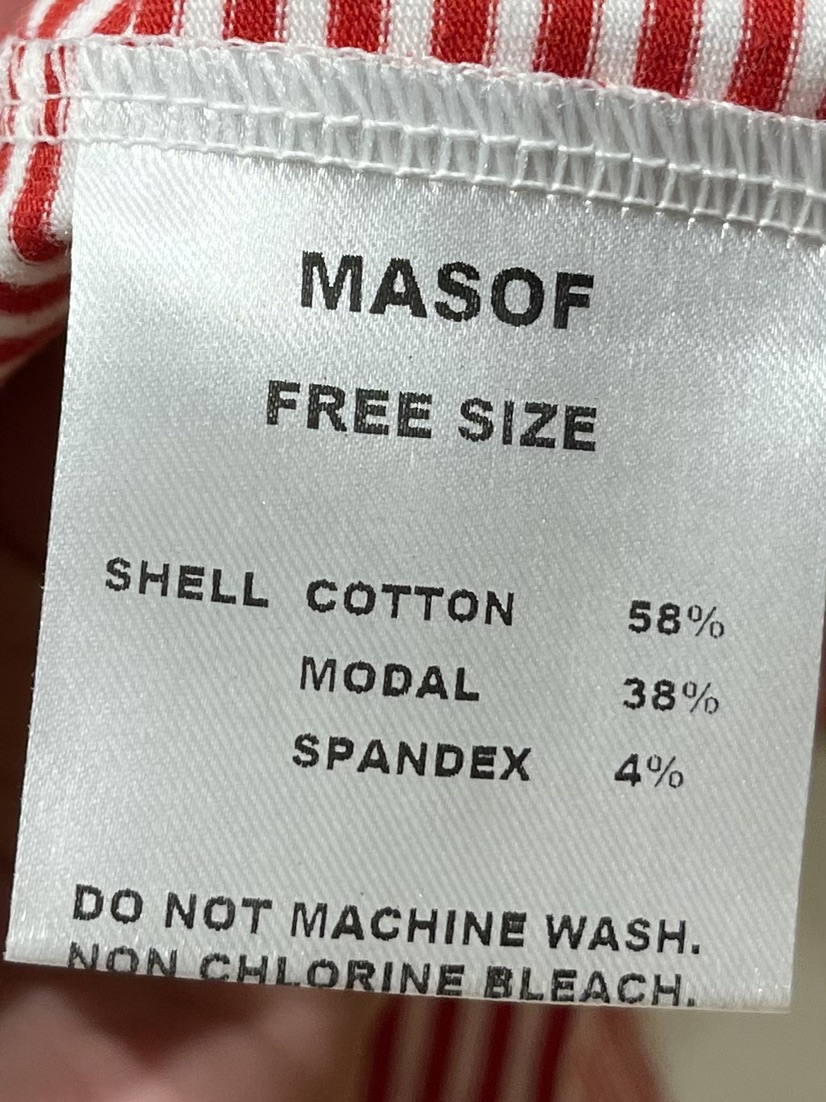 MASOF
FREE SIZE
SHELL COTTON 58%
MODAL 38%
SPANDEX 4%
DO NOT MACHINE WASH.
NON CHLORINE BLEACH.